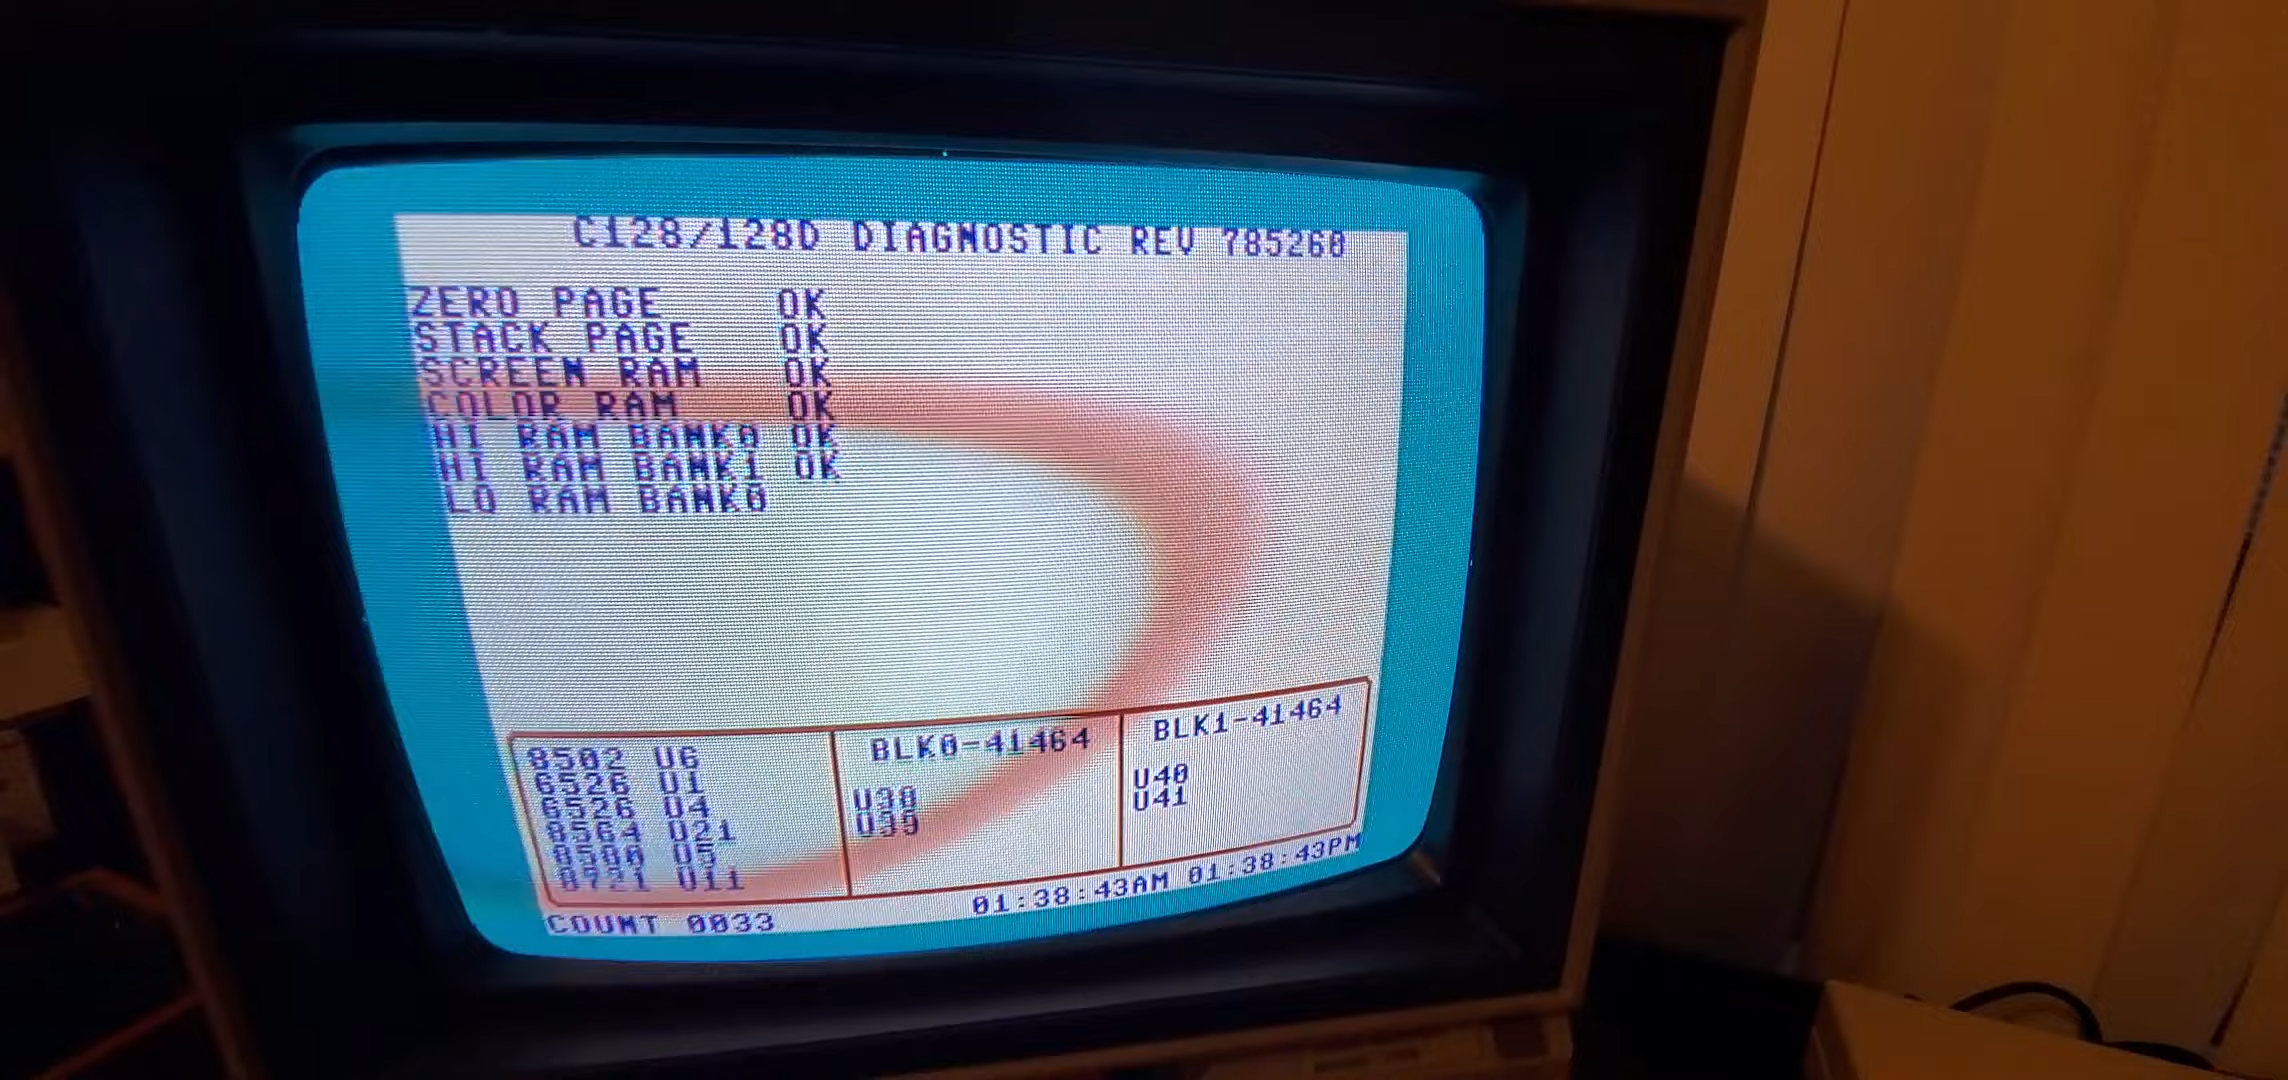 C128/128D DIAGNOSTIC REV 785260
ZERO PAGE OK
STACK PAGE OK
SCREEN RAM OK
COLOR RAM OK
HI RAM BANK0 OK
HI RAM BANK1 OK
LO RAM BANK0
8502 U6
6526 U1
6526 U4
8564 U21
8580 U5
8721 U11
BLK0-41464
U38
U39
BLK1-41464
U40
U41
COUNT 0033
01:38:43AM 01:38:43PM